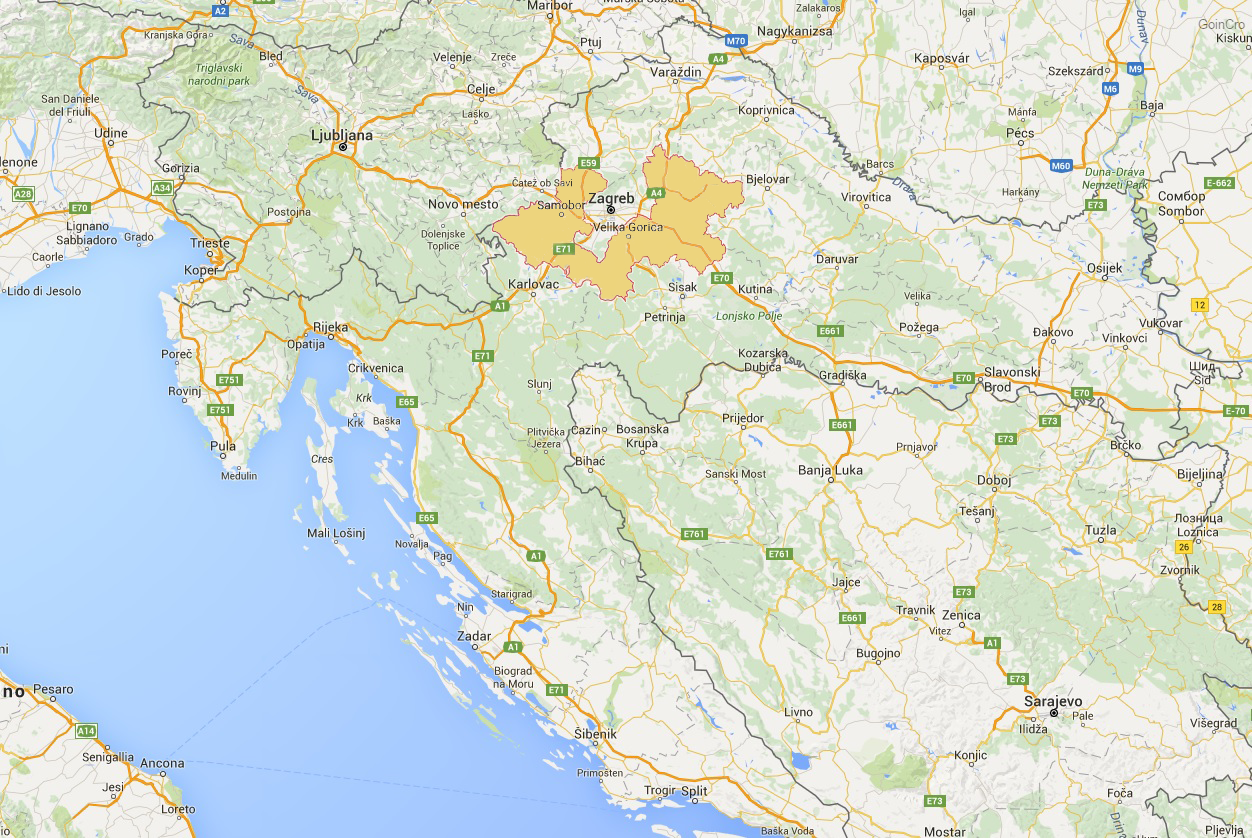 Maribor
Zalakaros
Igal
A2
Kranjska Gora
Sava
Ptuj
M70
Nagykanizsa
GoinCro
Kiskun
Bled
Velenje
Zreče
A4
Kaposvár
Szekszárd
M9
Triglavski
narodni park
Varaždin
M6
Celje
Sava
San Daniele
del Friuli
Laško
Koprivnica
Mánfa
Baja
Udine
Ljubljana
Pécs
E59
Barcs
M60
Gorizia
Duna-Dráva
Nemzeti Park
A28
A34
Čatež ob Savi
A4
Bjelovar
Drava
Harkány
E-662
E70
Novo mesto
Samobor
Zagreb
Virovitica
E73
Сомбор
Sombor
Postojna
Lignano
Sabbiadoro
Grado
Velika Gorica
Dolenjske
Toplice
Trieste
E71
Caorle
Koper
Daruvar
Osijek
Lido di Jesolo
Karlovac
Sisak
E70
Kutina
A1
Velika
12
Petrinja
Lonjsko Polje
Rijeka
E661
Požega
Đakovo
Vukovar
Opatija
Vinkovci
Poreč
E71
Kozarska
Dubica
Crikvenica
Gradiška
E70
Slavonski
Brod
Шид
Šid
E751
Slunj
E70
Rovinj
Krk
E65
E751
Krk
Baška
Prijedor
E661
E73
E-70
Cazin
Bosanska
Krupa
Plitvička
Jezera
E73
Pula
Prnjavor
Brčko
Cres
Bihać
Medulin
Sanski Most
Banja Luka
Doboj
Bijeljina
Tešanj
E65
Лозница
Loznica
Mali Lošinj
E761
Tuzla
Novalja
26
Pag
A1
E761
Zvornik
Jajce
Starigrad
E73
Nin
Travnik
28
E661
Zenica
Zadar
Vitez
A1
A1
Bugojno
Biograd
na Moru
E73
Pesaro
E71
Sarajevo
Livno
Pale
A14
Ilidža
Višegrad
Šibenik
Senigallia
Ancona
Konjic
Primošten
Jesi
Trogir
Split
Foča
E73
Loreto
Baška Voda
Mostar
Pljevlja